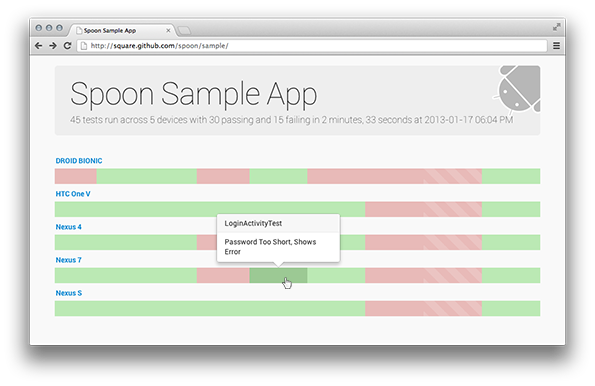 Spoon Sample App
http://square.github.com/spoon/sample/
Spoon Sample App
45 tests run across 5 devices with 30 passing and 15 failing in 2 minutes, 33 seconds at 2013-01-17 06:04 PM
DROID BIONIC
HTC One V
LoginActivityTest
Nexus 4
Password Too Short, Shows
Error
Nexus 7
Nexus S